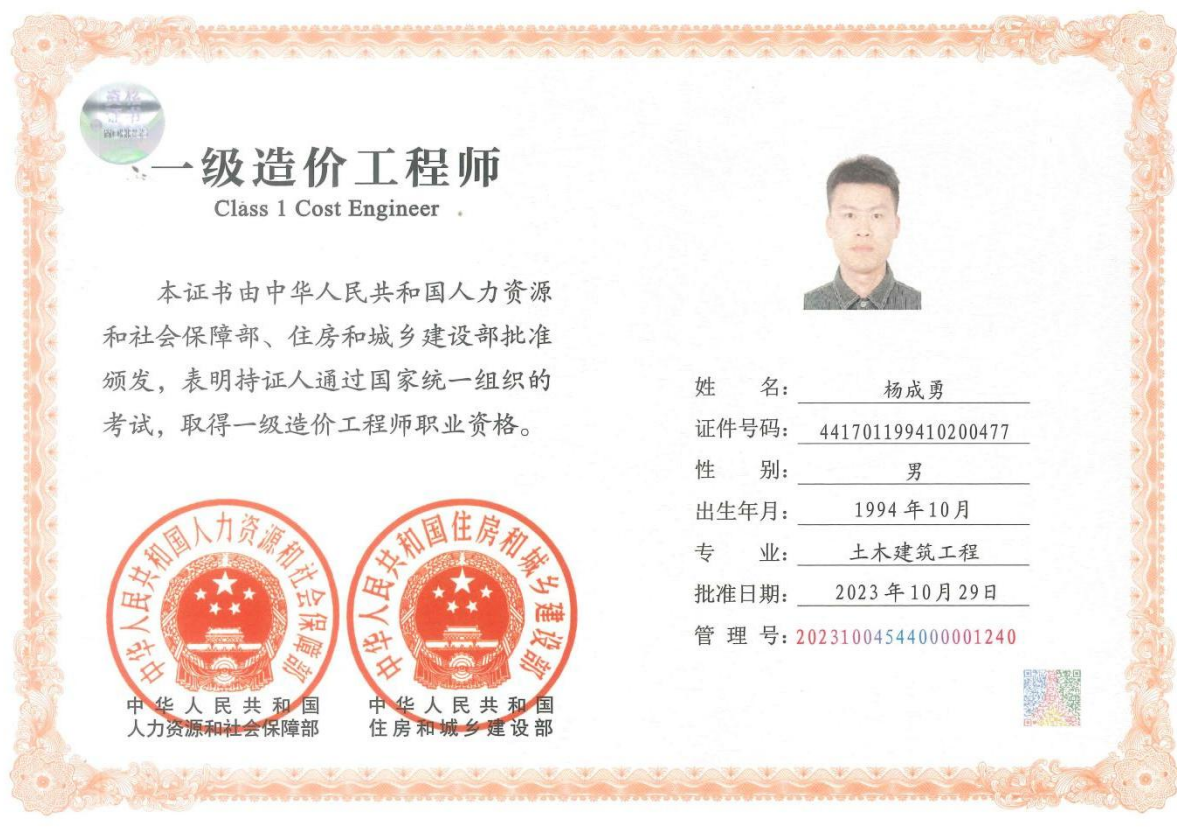 一级造价工程师
Class 1 Cost Engineer
本证书由中华人民共和国人力资源
和社会保障部、住房和城乡建设部批准
颁发，表明持证人通过国家统一组织的
考试，取得一级造价工程师职业资格。
中华人民共和国人力资源和社会保障部
中华人民共和国住房和城乡建设部
中华人民共和国
人力资源和社会保障部
中华人民共和国
住房和城乡建设部
姓名：杨成勇
证件号码：441701199410200477
性别：男
出生年月：1994年10月
专业：土木建筑工程
批准日期：2023年10月29日
管理号：20231004544000001240